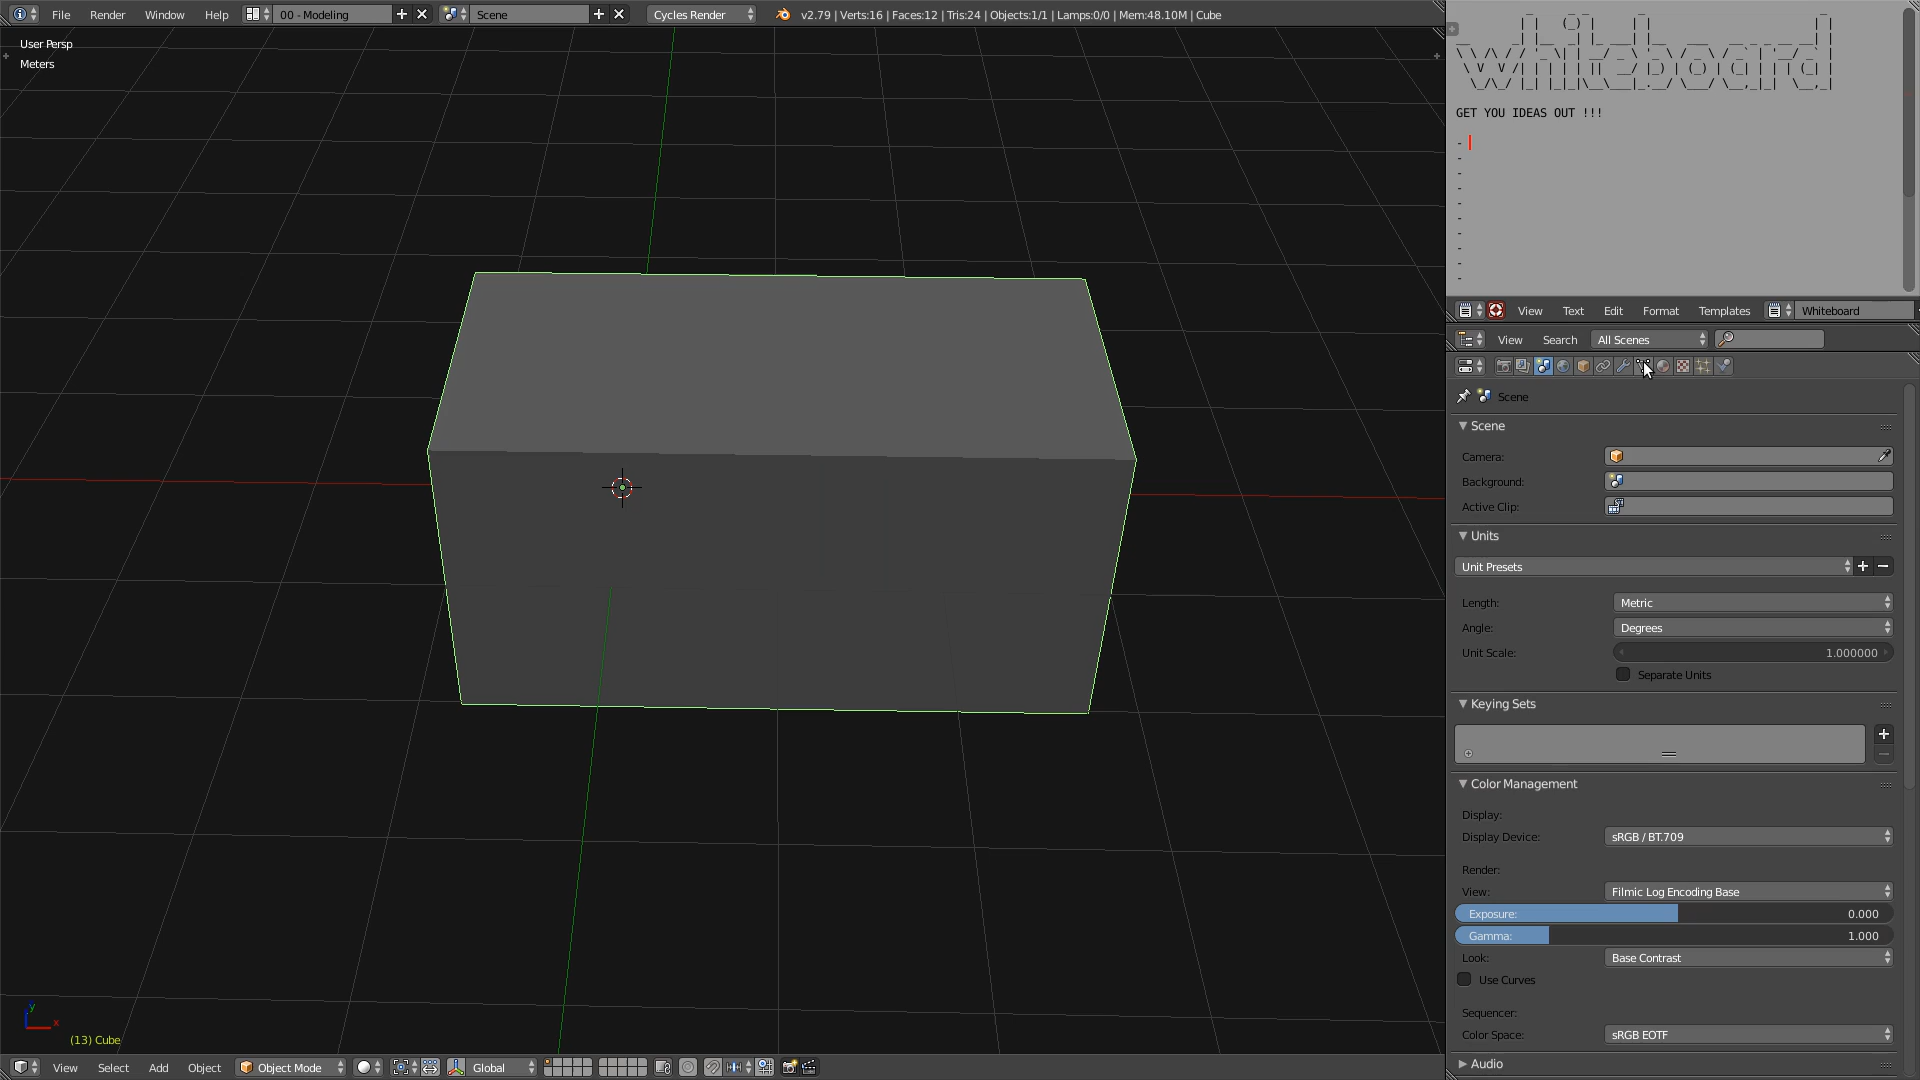 File Render Window Help 00 - Modeling Scene Cycles Render v2.79 | Verts:16 | Faces:12 | Tris:24 | Objects:1/1 | Lamps:0/0 | Mem:48.10M | Cube
User Persp
Meters
whiteboard
GET YOU IDEAS OUT !!!
-
-
-
-
-
-
-
-
-
-
View Text Edit Format Templates Whiteboard
View Search All Scenes
Scene
Scene
Camera:
Background:
Active Clip:
Units
Unit Presets
Length: Metric
Angle: Degrees
Unit Scale: 1.000000
Separate Units
Keying Sets
Color Management
Display:
Display Device: sRGB / BT.709
Render:
View: Filmic Log Encoding Base
Exposure: 0.000
Gamma: 1.000
Look: Base Contrast
Use Curves
Sequencer:
Color Space: sRGB EOTF
Audio
y
x
(13) Cube
View Select Add Object Object Mode Global